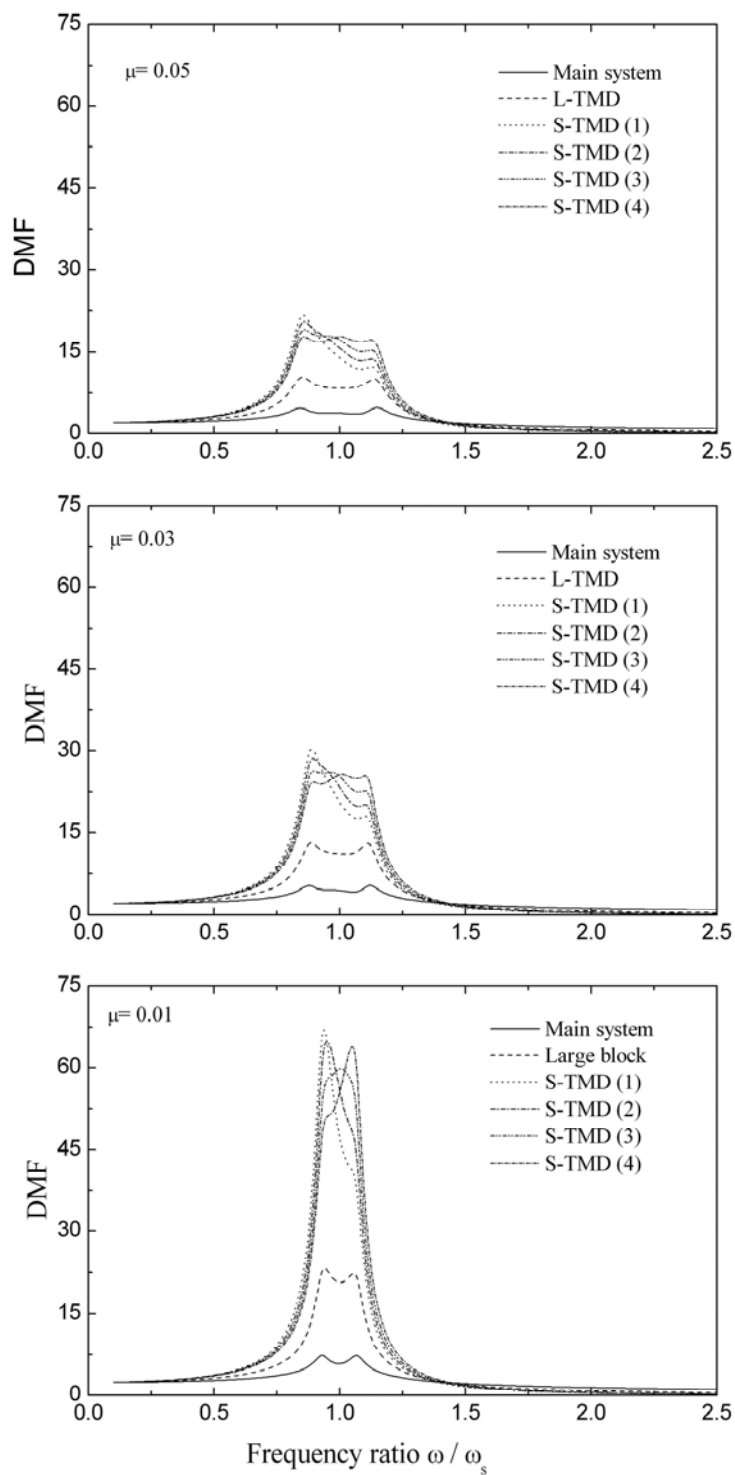 75
60
45
30
15
0
DMF
μ= 0.05
Main system
L-TMD
S-TMD (1)
S-TMD (2)
S-TMD (3)
S-TMD (4)
0.0 0.5 1.0 1.5 2.0 2.5
75
60
45
30
15
0
DMF
μ= 0.03
Main system
L-TMD
S-TMD (1)
S-TMD (2)
S-TMD (3)
S-TMD (4)
0.0 0.5 1.0 1.5 2.0 2.5
75
60
45
30
15
0
DMF
μ= 0.01
Main system
Large block
S-TMD (1)
S-TMD (2)
S-TMD (3)
S-TMD (4)
0.0 0.5 1.0 1.5 2.0 2.5
Frequency ratio ω / ωs